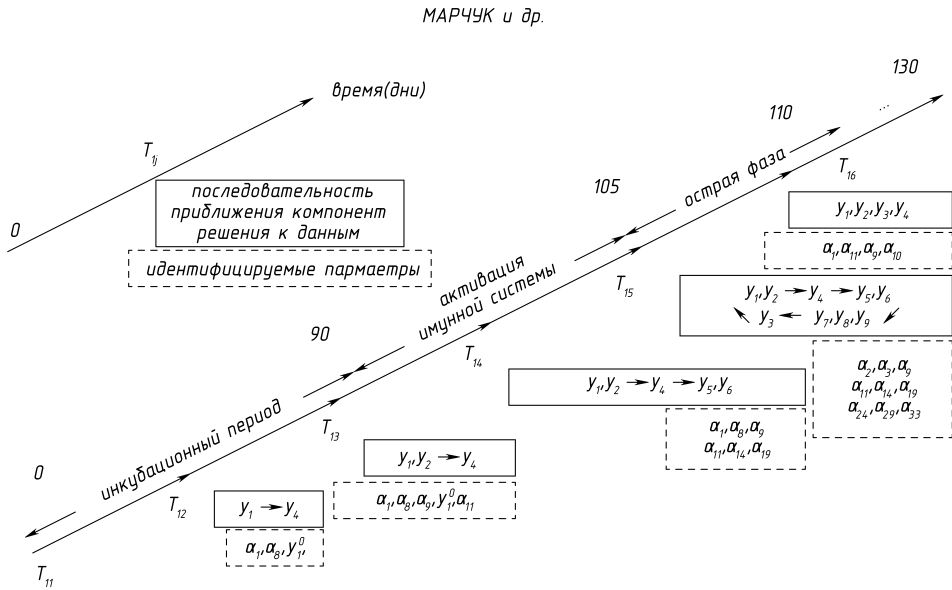 МАРЧУК и др.
130
время(дни)
110
...
T₁ⱼ
острая фаза
T₁₆
105
последовательность
приближения компонент
решения к данным
y₁,y₂,y₃,y₄
0
идентифицируемые пармаетры
α₁,α₁₁,α₉,α₁₀
активация
имунной системы
T₁₅
y₁,y₂ → y₄ → y₅,y₆
↖ y₃ ← y₇,y₈,y₉ ↙
90
T₁₄
α₂,α₃,α₉
α₁₁,α₁₄,α₁₉
α₂₄,α₂₉,α₃₃
y₁,y₂ → y₄ → y₅,y₆
инкубационный период
T₁₃
α₁,α₈,α₉
α₁₁,α₁₄,α₁₉
0
y₁,y₂ → y₄
T₁₂
α₁,α₈,α₉,y₁⁰,α₁₁
y₁ → y₄
α₁,α₈,y₁⁰,
T₁₁